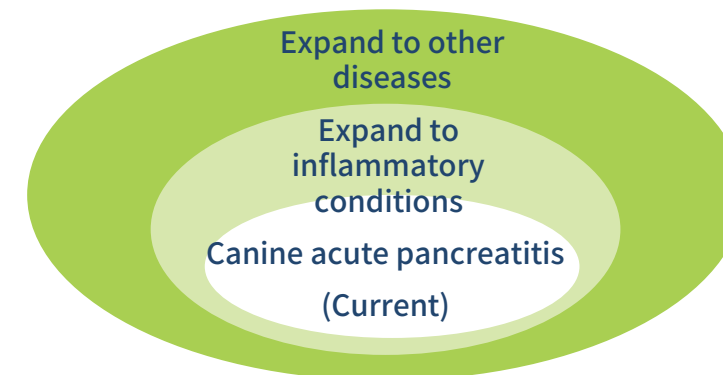 Expand to other
diseases
Expand to
inflammatory
conditions
Canine acute pancreatitis
(Current)